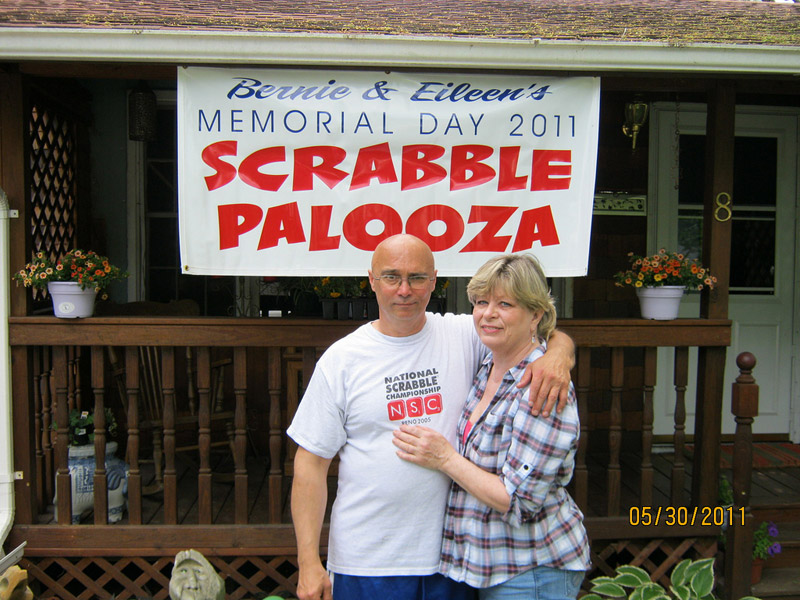 Bernie & Eileen's
MEMORIAL DAY 2011
SCRABBLE
PALOOZA
8
NATIONAL
SCRABBLE
CHAMPIONSHIP
NSC
RENO 2005
05/30/2011